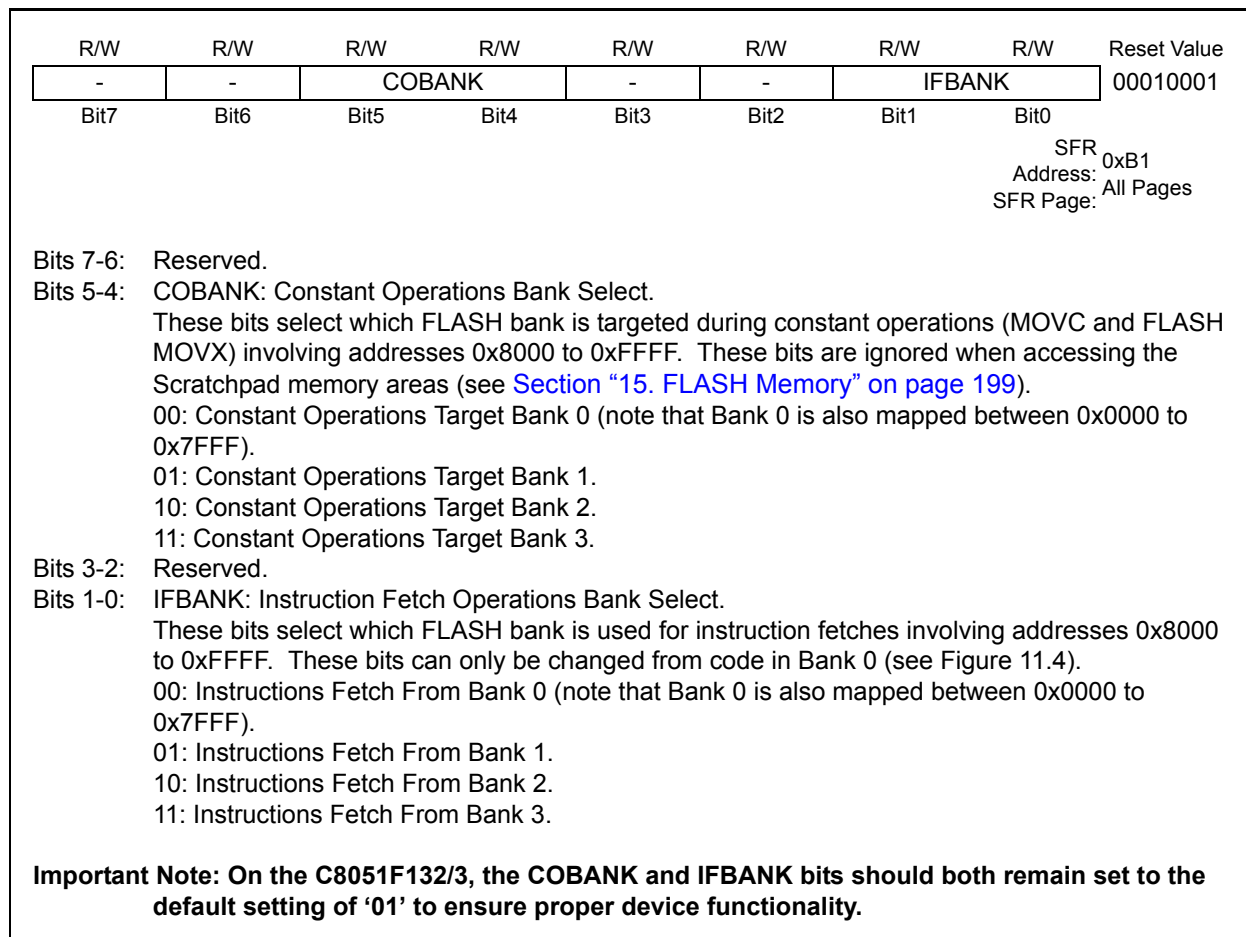 R/W R/W R/W R/W R/W R/W R/W R/W Reset Value
- - COBANK - - IFBANK 00010001
Bit7 Bit6 Bit5 Bit4 Bit3 Bit2 Bit1 Bit0
SFR Address: 0xB1
SFR Page: All Pages
Bits 7-6: Reserved.
Bits 5-4: COBANK: Constant Operations Bank Select.
These bits select which FLASH bank is targeted during constant operations (MOVC and FLASH
MOVX) involving addresses 0x8000 to 0xFFFF. These bits are ignored when accessing the
Scratchpad memory areas (see Section “15. FLASH Memory” on page 199).
00: Constant Operations Target Bank 0 (note that Bank 0 is also mapped between 0x0000 to
0x7FFF).
01: Constant Operations Target Bank 1.
10: Constant Operations Target Bank 2.
11: Constant Operations Target Bank 3.
Bits 3-2: Reserved.
Bits 1-0: IFBANK: Instruction Fetch Operations Bank Select.
These bits select which FLASH bank is used for instruction fetches involving addresses 0x8000
to 0xFFFF. These bits can only be changed from code in Bank 0 (see Figure 11.4).
00: Instructions Fetch From Bank 0 (note that Bank 0 is also mapped between 0x0000 to
0x7FFF).
01: Instructions Fetch From Bank 1.
10: Instructions Fetch From Bank 2.
11: Instructions Fetch From Bank 3.
Important Note: On the C8051F132/3, the COBANK and IFBANK bits should both remain set to the
default setting of ‘01’ to ensure proper device functionality.